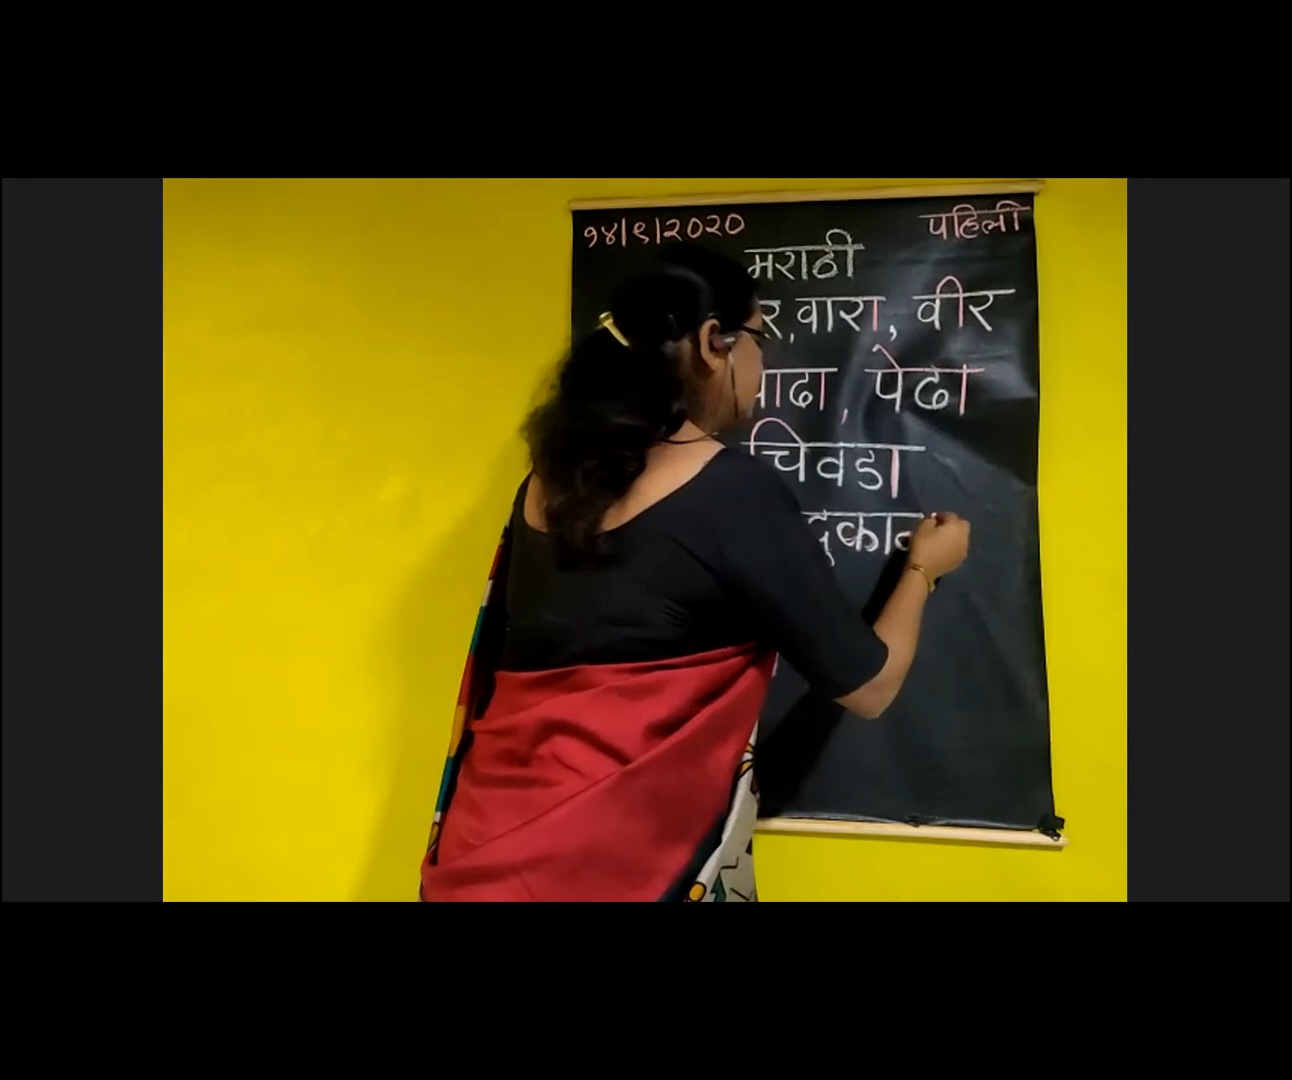 १४/९/२०२० पहिली
मराठी
वारा, वीर
पेढा
चिवडा